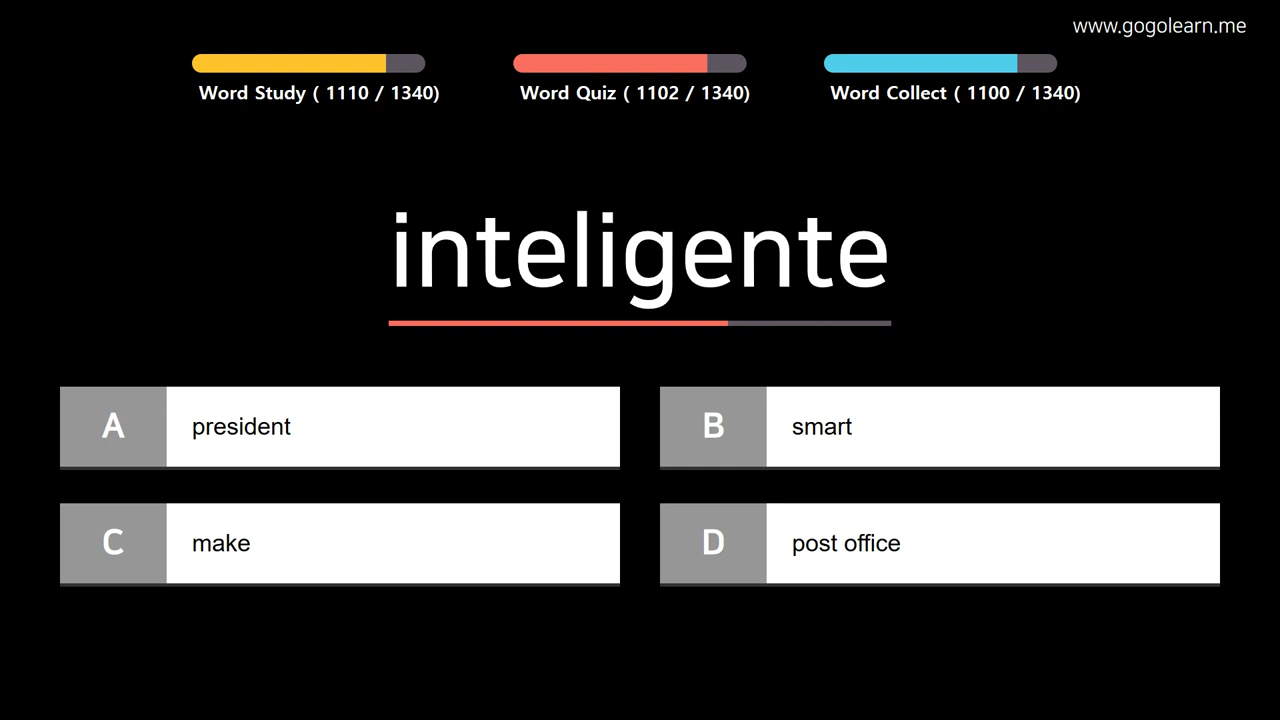 www.gogolearn.me
Word Study ( 1110 / 1340)
Word Quiz ( 1102 / 1340)
Word Collect ( 1100 / 1340)
inteligente
A president
B smart
C make
D post office